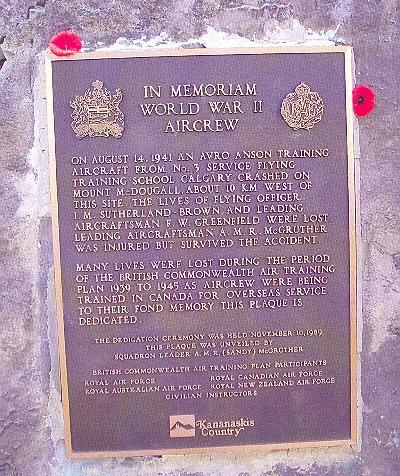 IN MEMORIAM
WORLD WAR II
AIRCREW
ON AUGUST 14, 1941 AN AVRO ANSON TRAINING
AIRCRAFT FROM No. 3 SERVICE FLYING
TRAINING SCHOOL CALGARY CRASHED ON
MOUNT McDOUGALL, ABOUT 10 KM WEST OF
THIS SITE. THE LIVES OF FLYING OFFICER
I. M. SUTHERLAND-BROWN, AND LEADING
AIRCRAFTSMAN F. W. GREENFIELD WERE LOST.
LEADING AIRCRAFTSMAN A. M. R. McGRUTHER
WAS INJURED BUT SURVIVED THE ACCIDENT.
MANY LIVES WERE LOST DURING THE PERIOD
OF THE BRITISH COMMONWEALTH AIR TRAINING
PLAN 1939 TO 1945 AS AIRCREW WERE BEING
TRAINED IN CANADA FOR OVERSEAS SERVICE.
TO THEIR FOND MEMORY THIS PLAQUE IS
DEDICATED.
THE DEDICATION CEREMONY WAS HELD NOVEMBER 10, 1989.
THIS PLAQUE WAS UNVEILED BY
SQUADRON LEADER A. M. R. (SANDY) McGRUTHER
BRITISH COMMONWEALTH AIR TRAINING PLAN PARTICIPANTS
ROYAL AIR FORCE ROYAL CANADIAN AIR FORCE
ROYAL AUSTRALIAN AIR FORCE ROYAL NEW ZEALAND AIR FORCE
CIVILIAN INSTRUCTORS
Kananaskis
Country